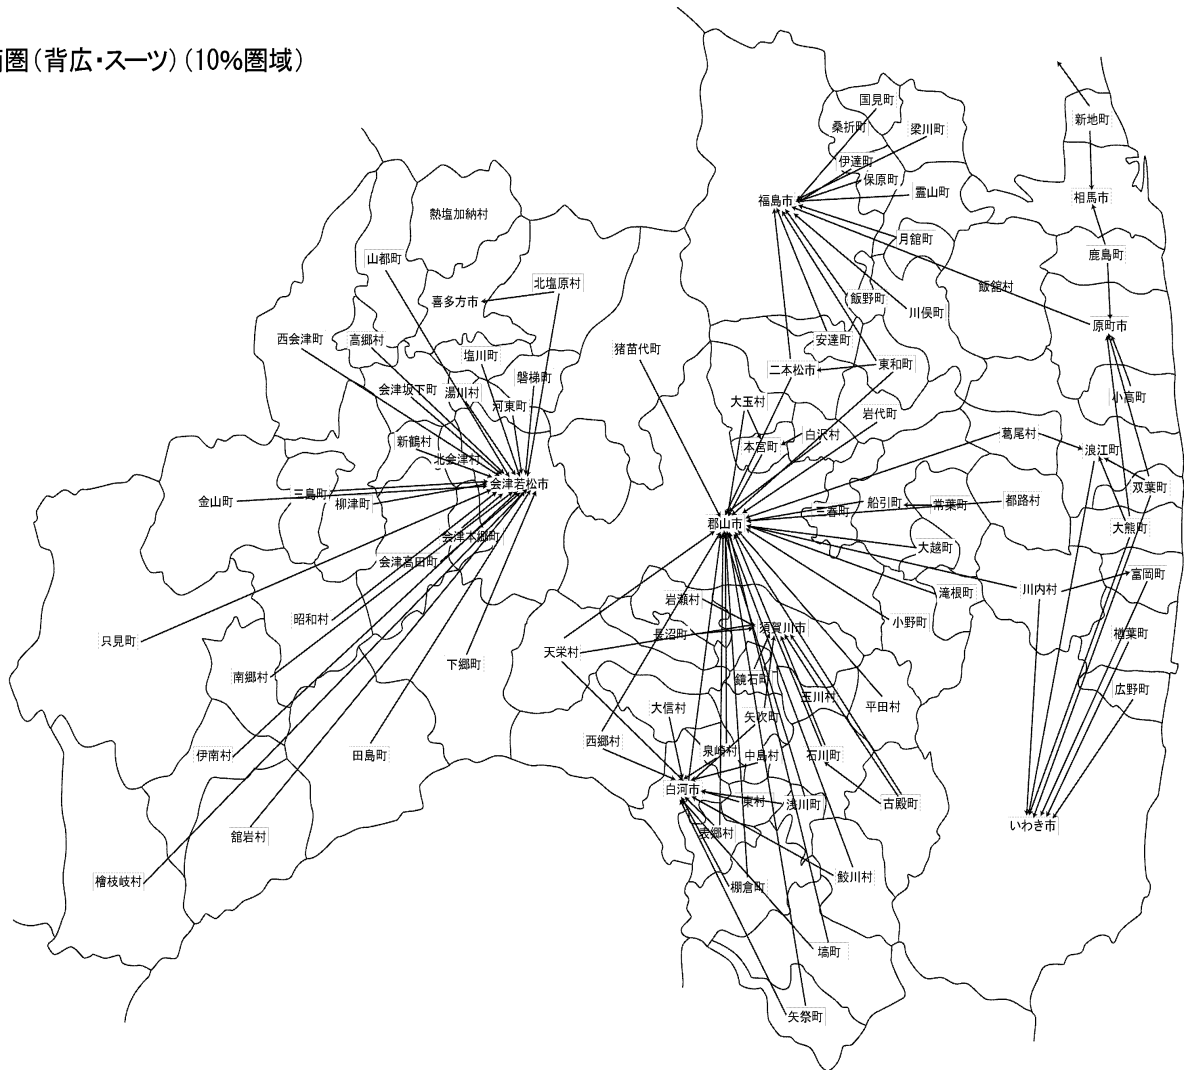 圏（背広・スーツ）（10%圏域）
国見町
新地町
桑折町
梁川町
伊達町
保原町
霊山町
相馬市
福島市
熱塩加納村
月舘町
鹿島町
山都町
北塩原村
飯舘村
喜多方市
飯野町
川俣町
原町市
西会津町
高郷村
安達町
猪苗代町
塩川町
二本松市
東和町
磐梯町
会津坂下町
湯川村
小高町
河東町
大玉村
岩代町
白沢村
葛尾村
新鶴村
本宮町
浪江町
北会津村
会津若松市
双葉町
三島町
金山町
柳津町
船引町
常葉町
都路村
三春町
郡山市
大熊町
会津本郷町
大越町
会津高田町
富岡町
川内村
滝根町
岩瀬村
昭和村
小野町
須賀川市
長沼町
楢葉町
只見町
天栄村
下郷町
南郷村
鏡石町
広野町
玉川村
平田村
大信村
矢吹町
西郷村
泉崎村
中島村
石川町
伊南村
田島町
白河市
東村
浅川町
古殿町
いわき市
表郷村
舘岩村
鮫川村
檜枝岐村
棚倉町
塙町
矢祭町